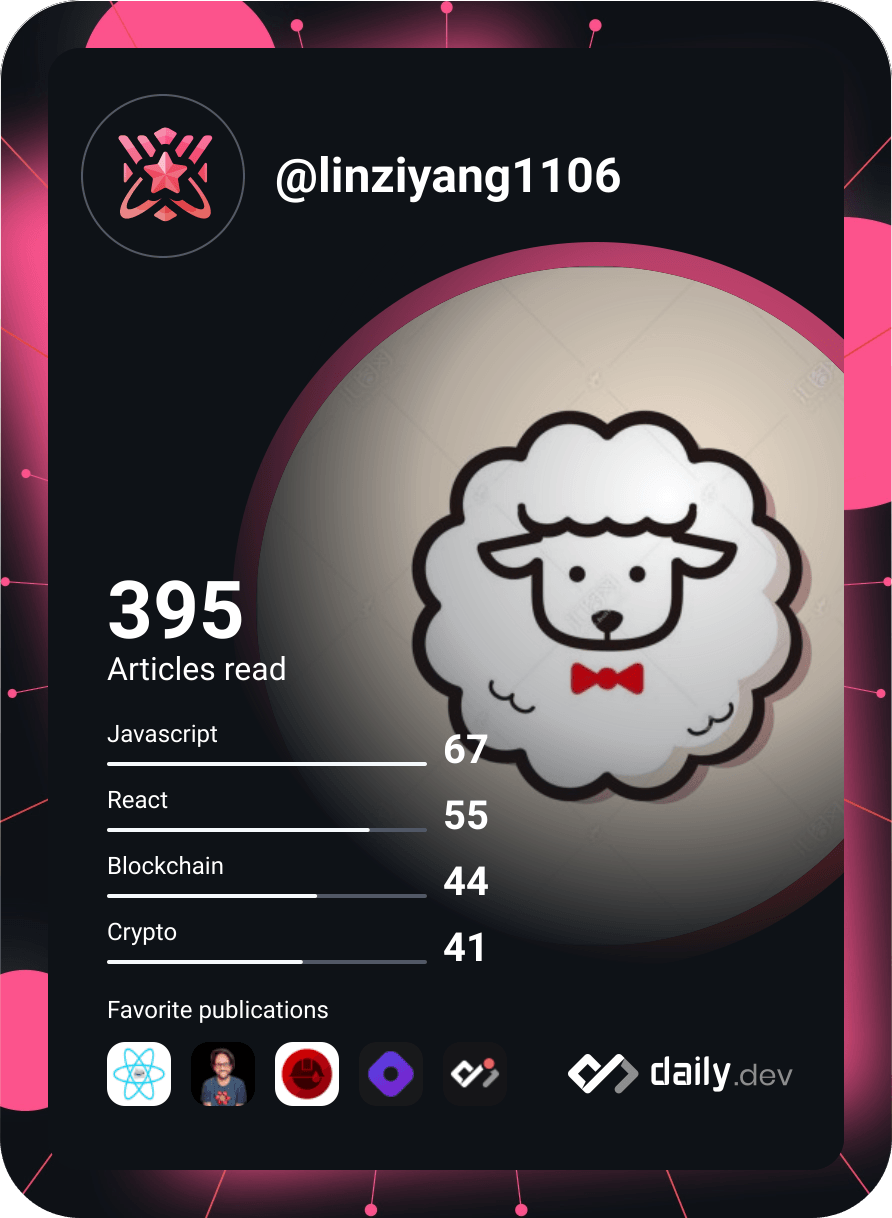 @linziyang1106
395
Articles read
Javascript
67
React
55
Blockchain
44
Crypto
41
Favorite publications
daily.dev